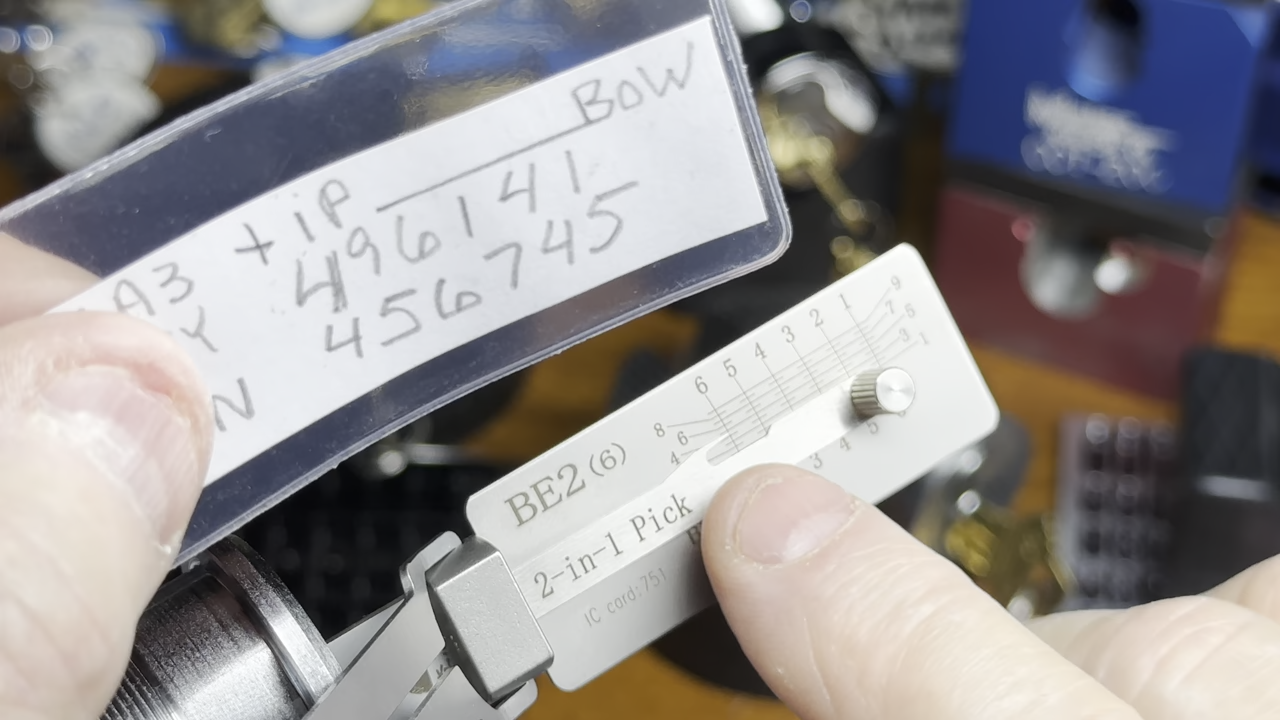 BOW
+iP
A3 496141
Y 456745
N
6 5 4 3 2 1 9
7 6
3 1
8
6
4
BE2(6)
3 4 5
2-in-1 Pick
IC card:751